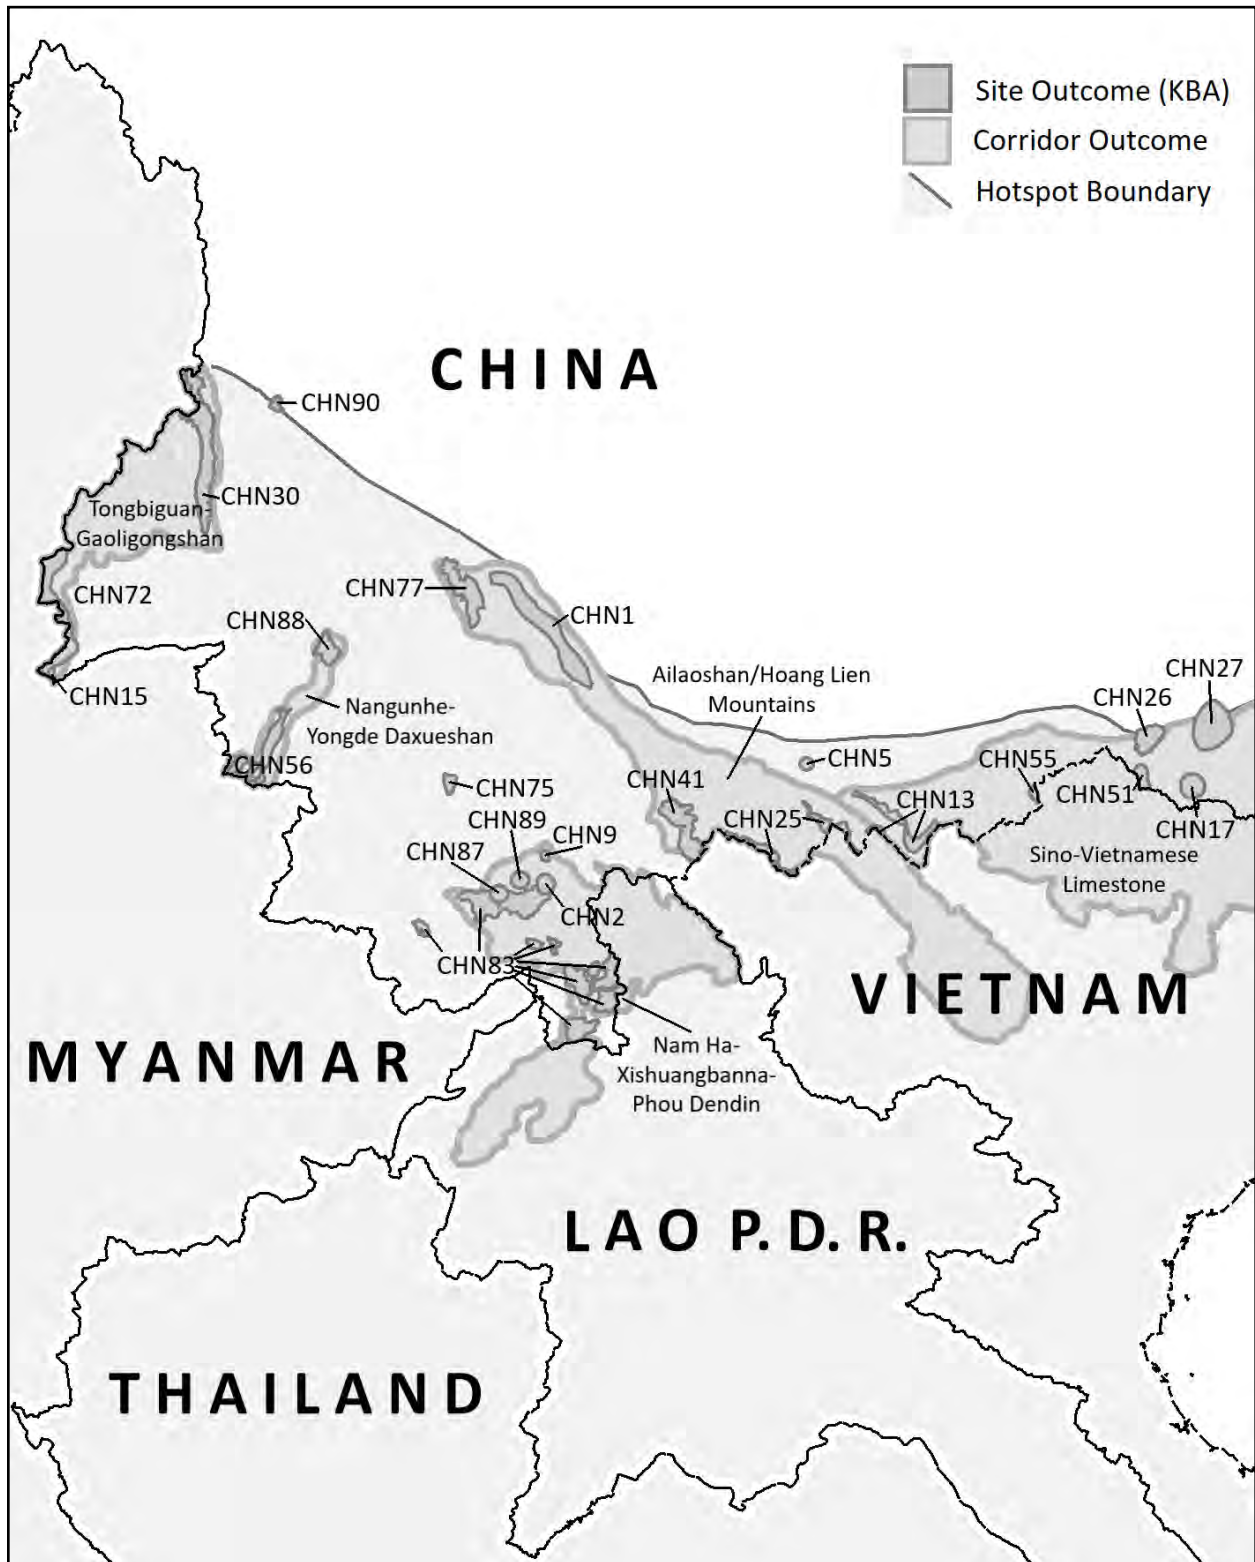 Site Outcome (KBA)
Corridor Outcome
Hotspot Boundary
CHINA
CHN90
CHN30
Tongbiguan-
Gaoligongshan
CHN72
CHN77
CHN1
CHN88
CHN15
Ailaoshan/Hoang Lien
Mountains
CHN27
CHN26
Nangunhe-
Yongde Daxueshan
CHN56
CHN5
CHN55
CHN75
CHN41
CHN51
CHN13
CHN89
CHN25
CHN17
CHN9
CHN87
Sino-Vietnamese
Limestone
CHN2
CHN83
VIETNAM
MYANMAR
Nam Ha-
Xishuangbanna-
Phou Dendin
LAO P.D.R.
THAILAND